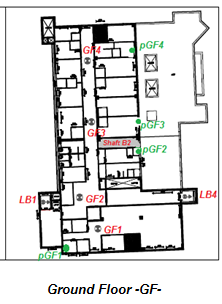 GF4
pGF4
GF3
pGF3
Shaft B2
pGF2
LB1
GF2
LB4
GF1
pGF1
Ground Floor -GF-